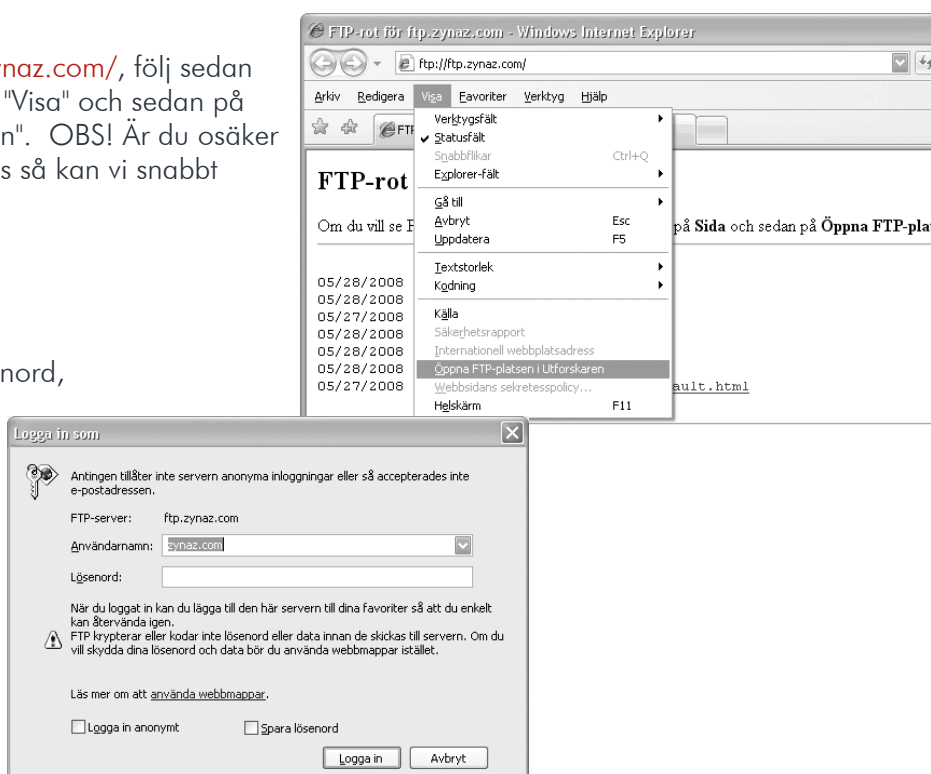 naz.com/, följ sedan
"Visa" och sedan på
n". OBS! Är du osäker
s så kan vi snabbt
nord,
FTP-rot för ftp.zynaz.com - Windows Internet Explorer
ftp://ftp.zynaz.com/
Arkiv Redigera Visa Favoriter Verktyg Hjälp
Verktygsfält
Statusfält
Snabbflikar Ctrl+Q
Explorer-fält
Gå till
Avbryt Esc
Uppdatera F5
Textstorlek
Kodning
Källa
Säkerhetsrapport
Internationell webbplatsadress
Öppna FTP-platsen i Utforskaren
Webbsidans sekretesspolicy...
Helskärm F11
FTP-rot
Om du vill se F på Sida och sedan på Öppna FTP-pla
05/28/2008
05/28/2008
05/27/2008
05/28/2008
05/28/2008
05/28/2008
05/27/2008 ault.html
Logga in som
Antingen tillåter inte servern anonyma inloggningar eller så accepterades inte
e-postadressen.
FTP-server: ftp.zynaz.com
Användarnamn: zynaz.com
Lösenord:
När du loggat in kan du lägga till den här servern till dina favoriter så att du enkelt
kan återvända igen.
FTP krypterar eller kodar inte lösenord eller data innan de skickas till servern. Om du
vill skydda dina lösenord och data bör du använda webbmappar istället.
Läs mer om att använda webbmappar.
Logga in anonymt Spara lösenord
Logga in Avbryt